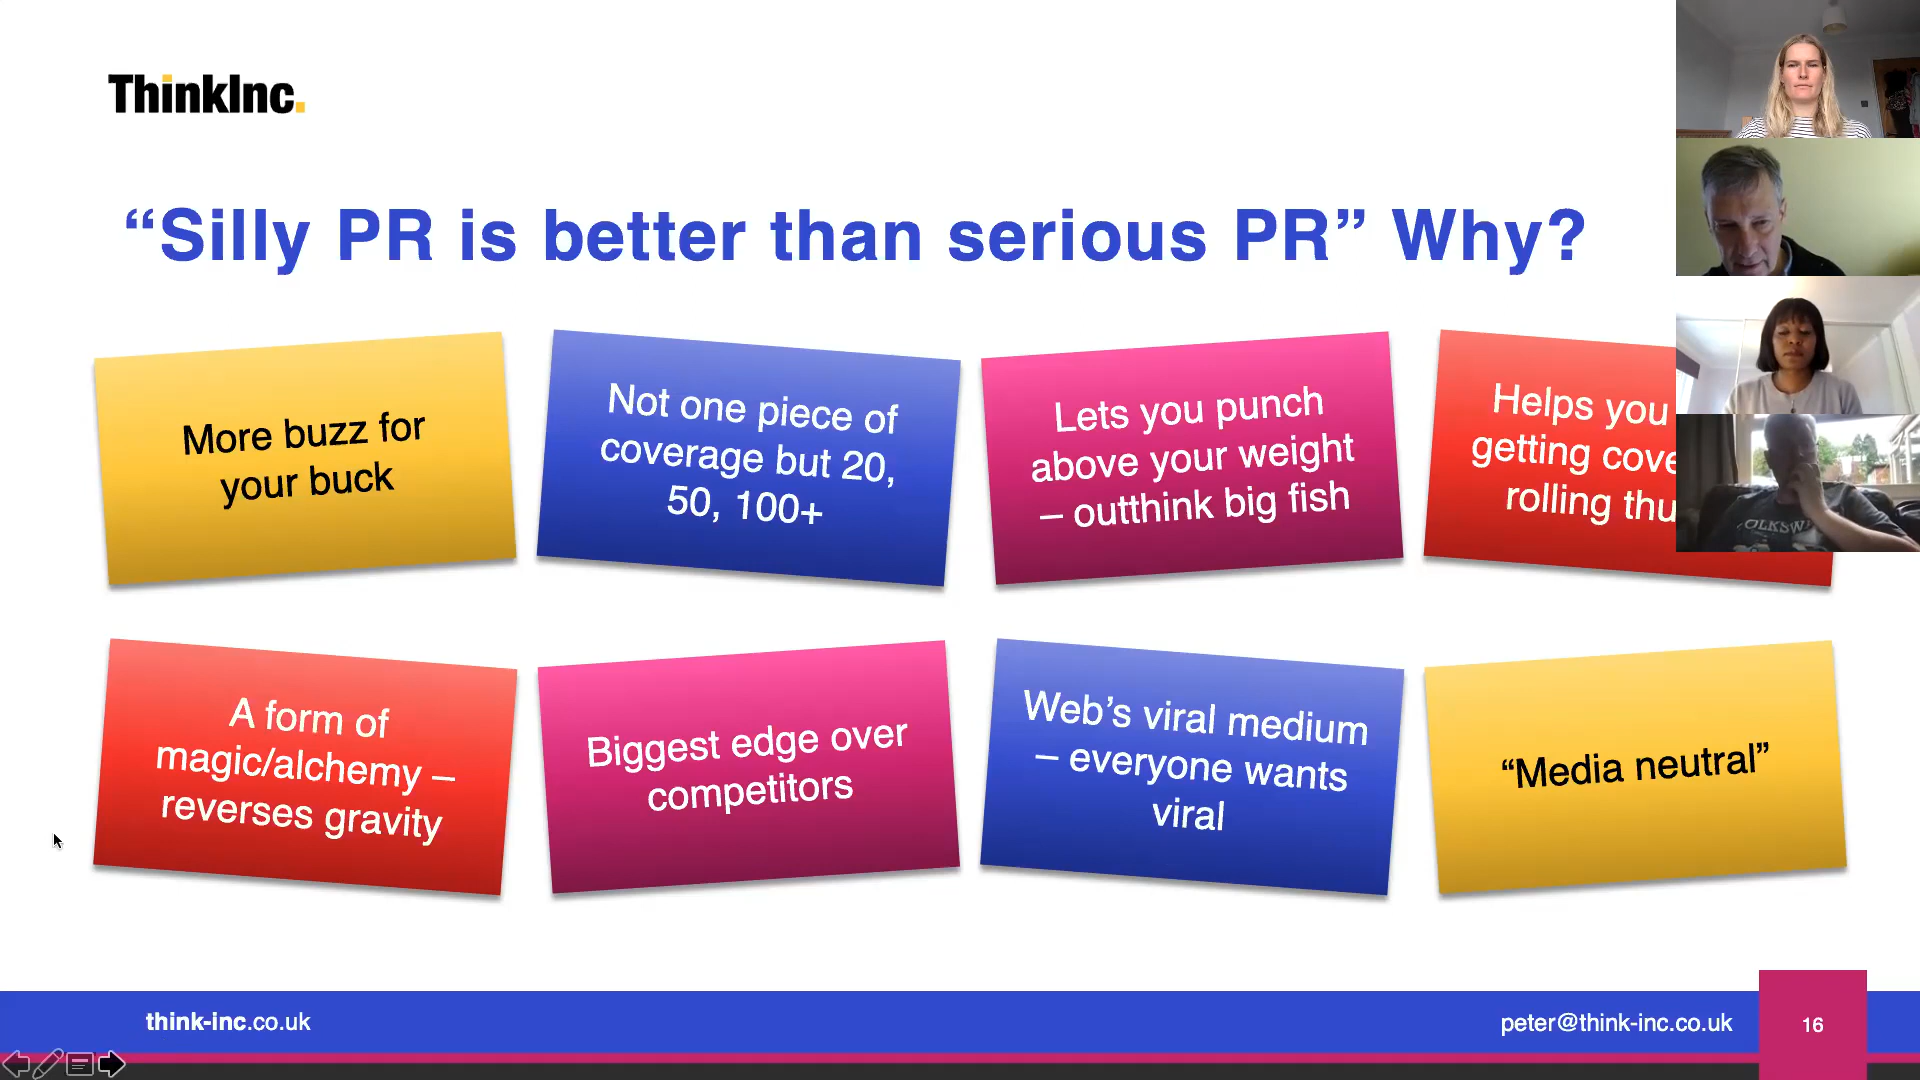 ThinkInc.
“Silly PR is better than serious PR” Why?
More buzz for
your buck
Not one piece of
coverage but 20,
50, 100+
Lets you punch
above your weight
– outthink big fish
Helps you
getting
rolling
A form of
magic/alchemy –
reverses gravity
Biggest edge over
competitors
Web’s viral medium
– everyone wants
viral
“Media neutral”
think-inc.co.uk
peter@think-inc.co.uk
16